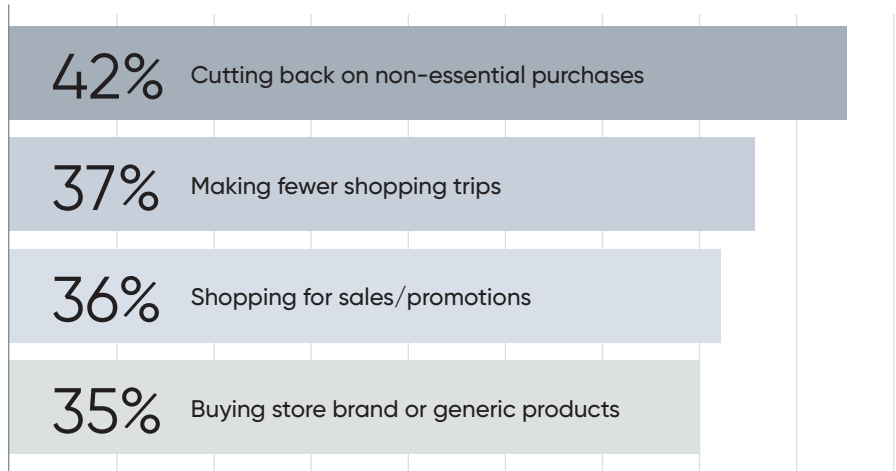 42% Cutting back on non-essential purchases
37% Making fewer shopping trips
36% Shopping for sales/promotions
35% Buying store brand or generic products